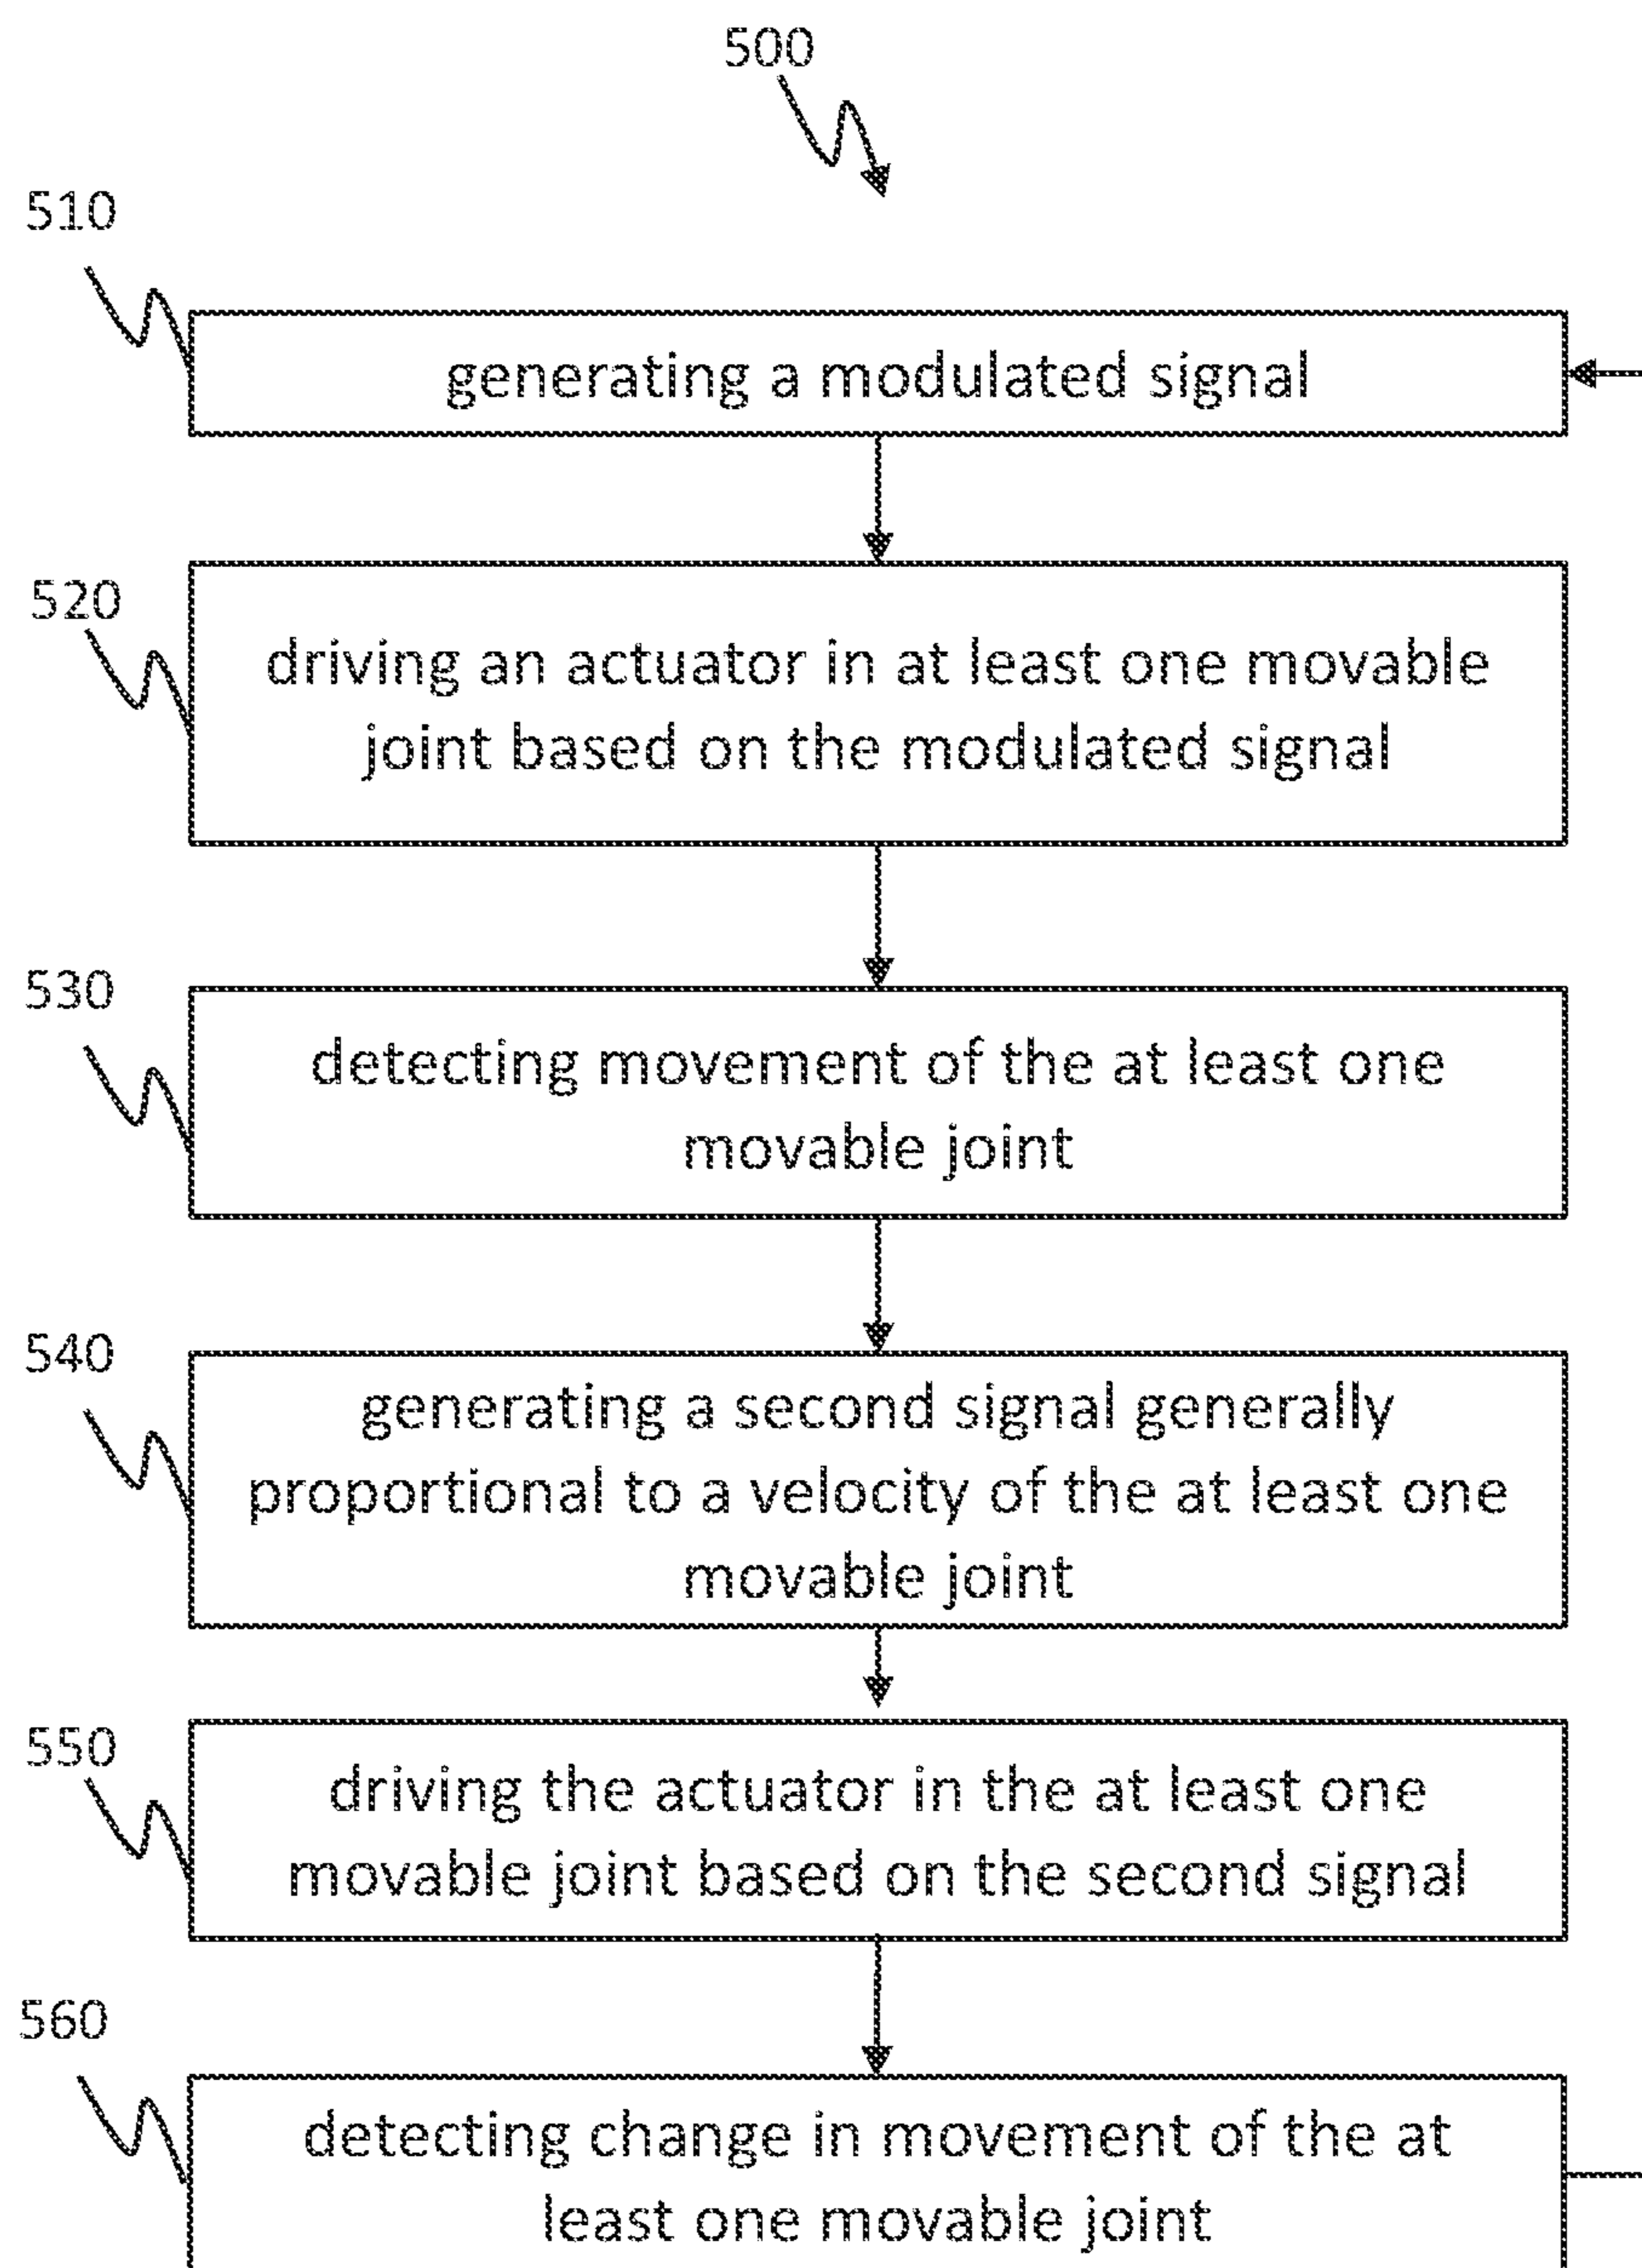 500
510
generating a modulated signal
520
driving an actuator in at least one movable
joint based on the modulated signal
530
detecting movement of the at least one
movable joint
540
generating a second signal generally
proportional to a velocity of the at least one
movable joint
550
driving the actuator in the at least one
movable joint based on the second signal
560
detecting change in movement of the at
least one movable joint